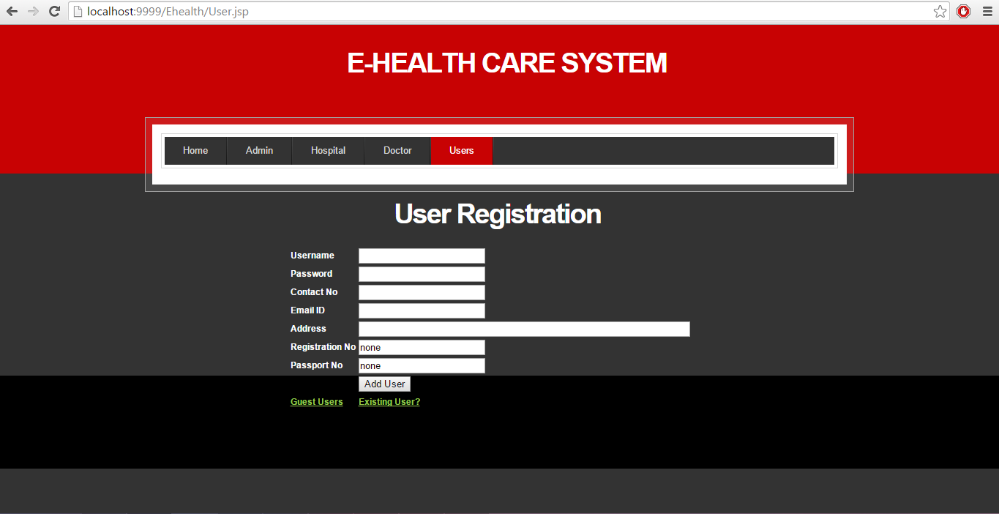 localhost:9999/Ehealth/User.jsp
E-HEALTH CARE SYSTEM
Home Admin Hospital Doctor Users
User Registration
Username
Password
Contact No
Email ID
Address
Registration No none
Passport No none
Add User
Guest Users Existing User?